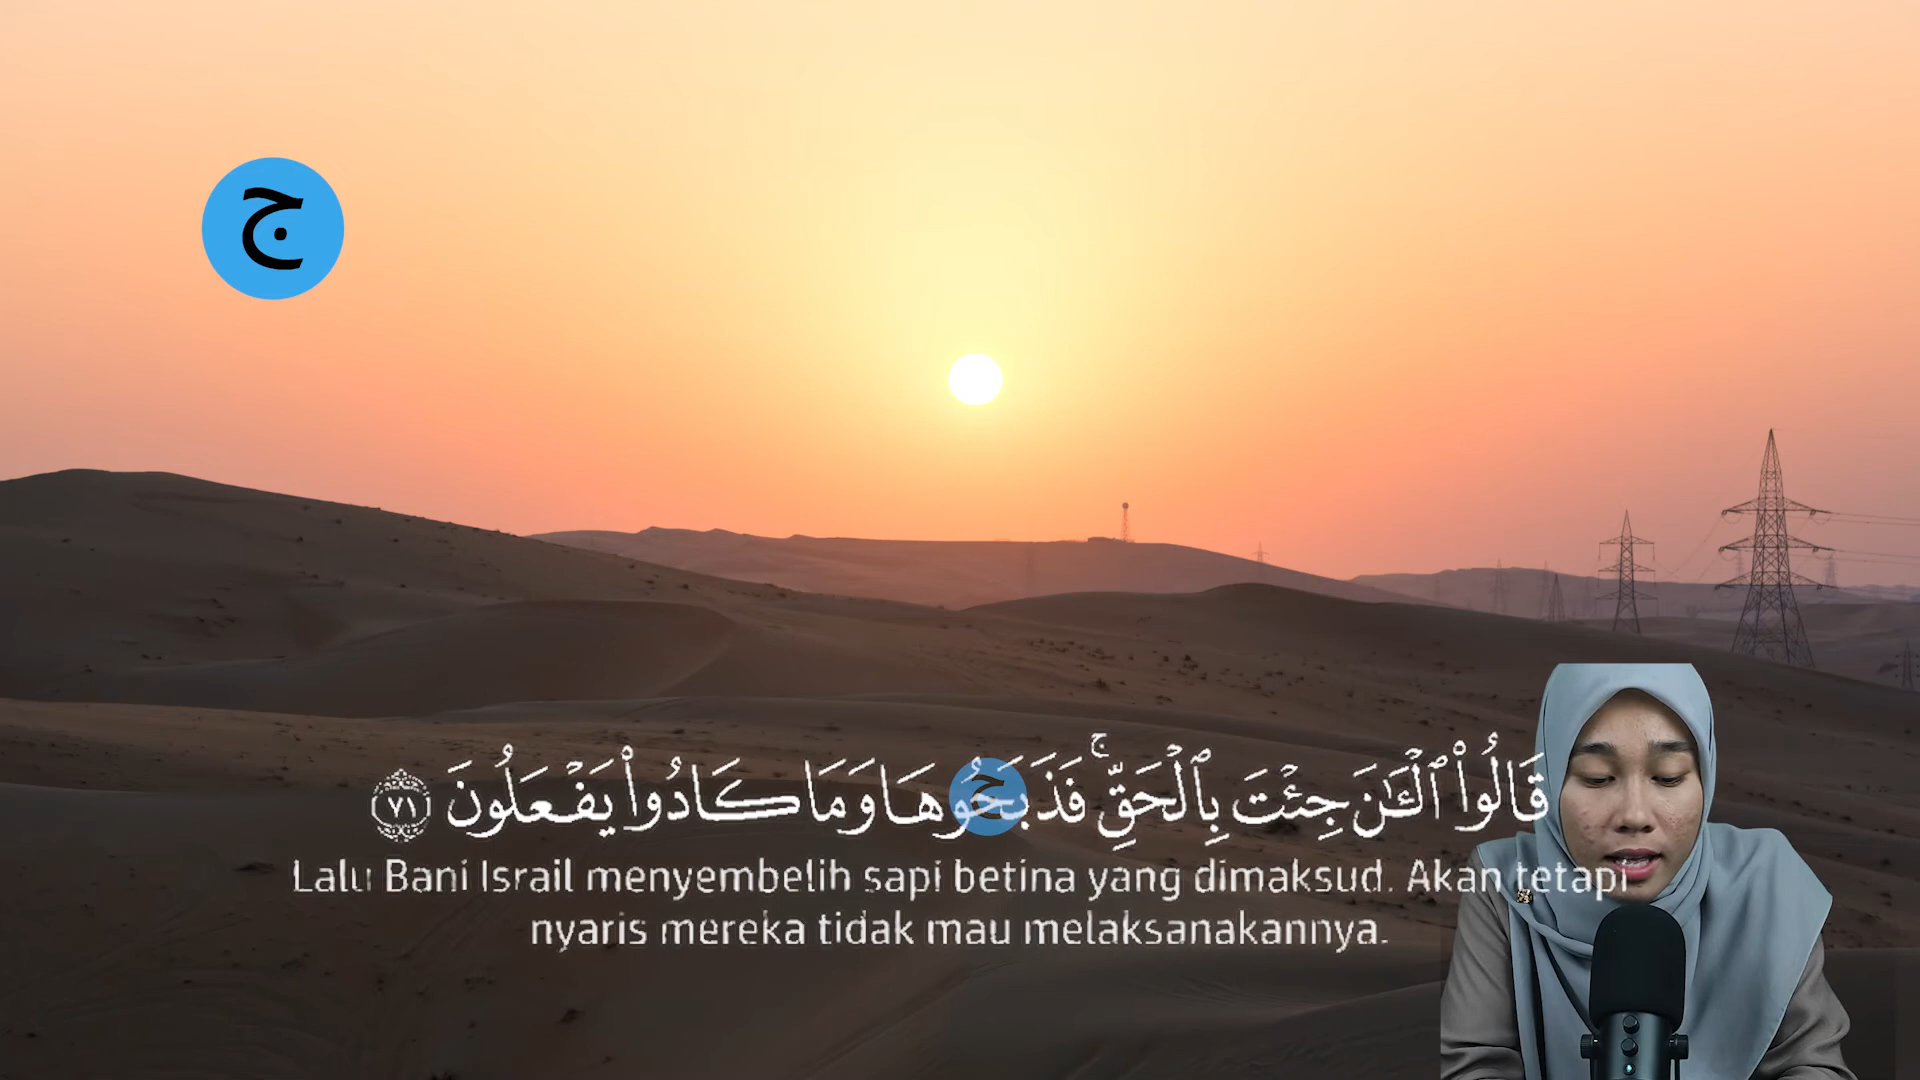 ج
قَالُوا۟ ٱلْـَٔـٰنَ جِئْتَ بِٱلْحَقِّ ۚ فَذَبَحُوهَا وَمَا كَادُوا۟ يَفْعَلُونَ ٧١
ح
Lalu Bani Israil menyembelih sapi betina yang dimaksud. Akan tetapi
nyaris mereka tidak mau melaksanakannya.